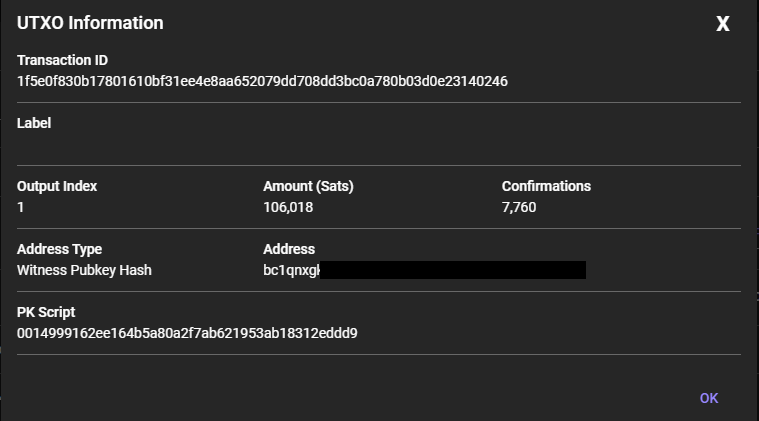 UTXO Information X
Transaction ID
1f5e0f830b17801610bf31ee4e8aa652079dd708dd3bc0a780b03d0e23140246
Label
Output Index Amount (Sats) Confirmations
1 106,018 7,760
Address Type Address
Witness Pubkey Hash bc1qnxg
PK Script
0014999162ee164b5a80a2f7ab621953ab18312eddd9
OK